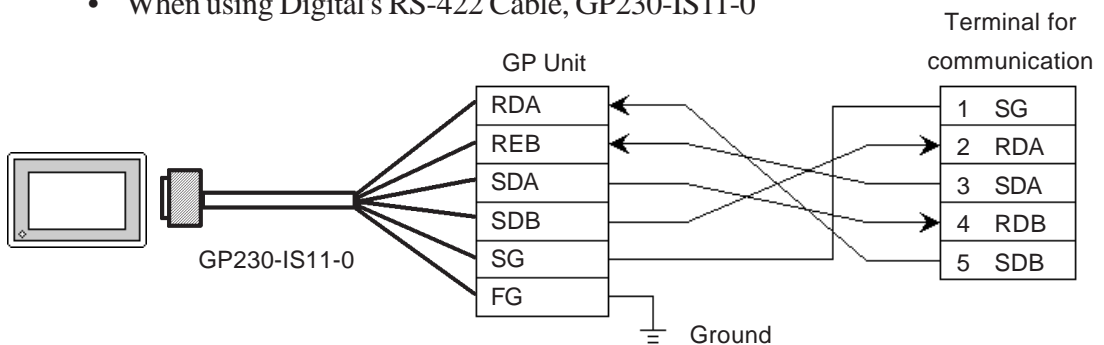 • When using Digital's RS-422 Cable, GP230-IS11-0
Terminal for
communication
GP Unit
RDA
REB
SDA
SDB
SG
FG
GP230-IS11-0
Ground
1 SG
2 RDA
3 SDA
4 RDB
5 SDB